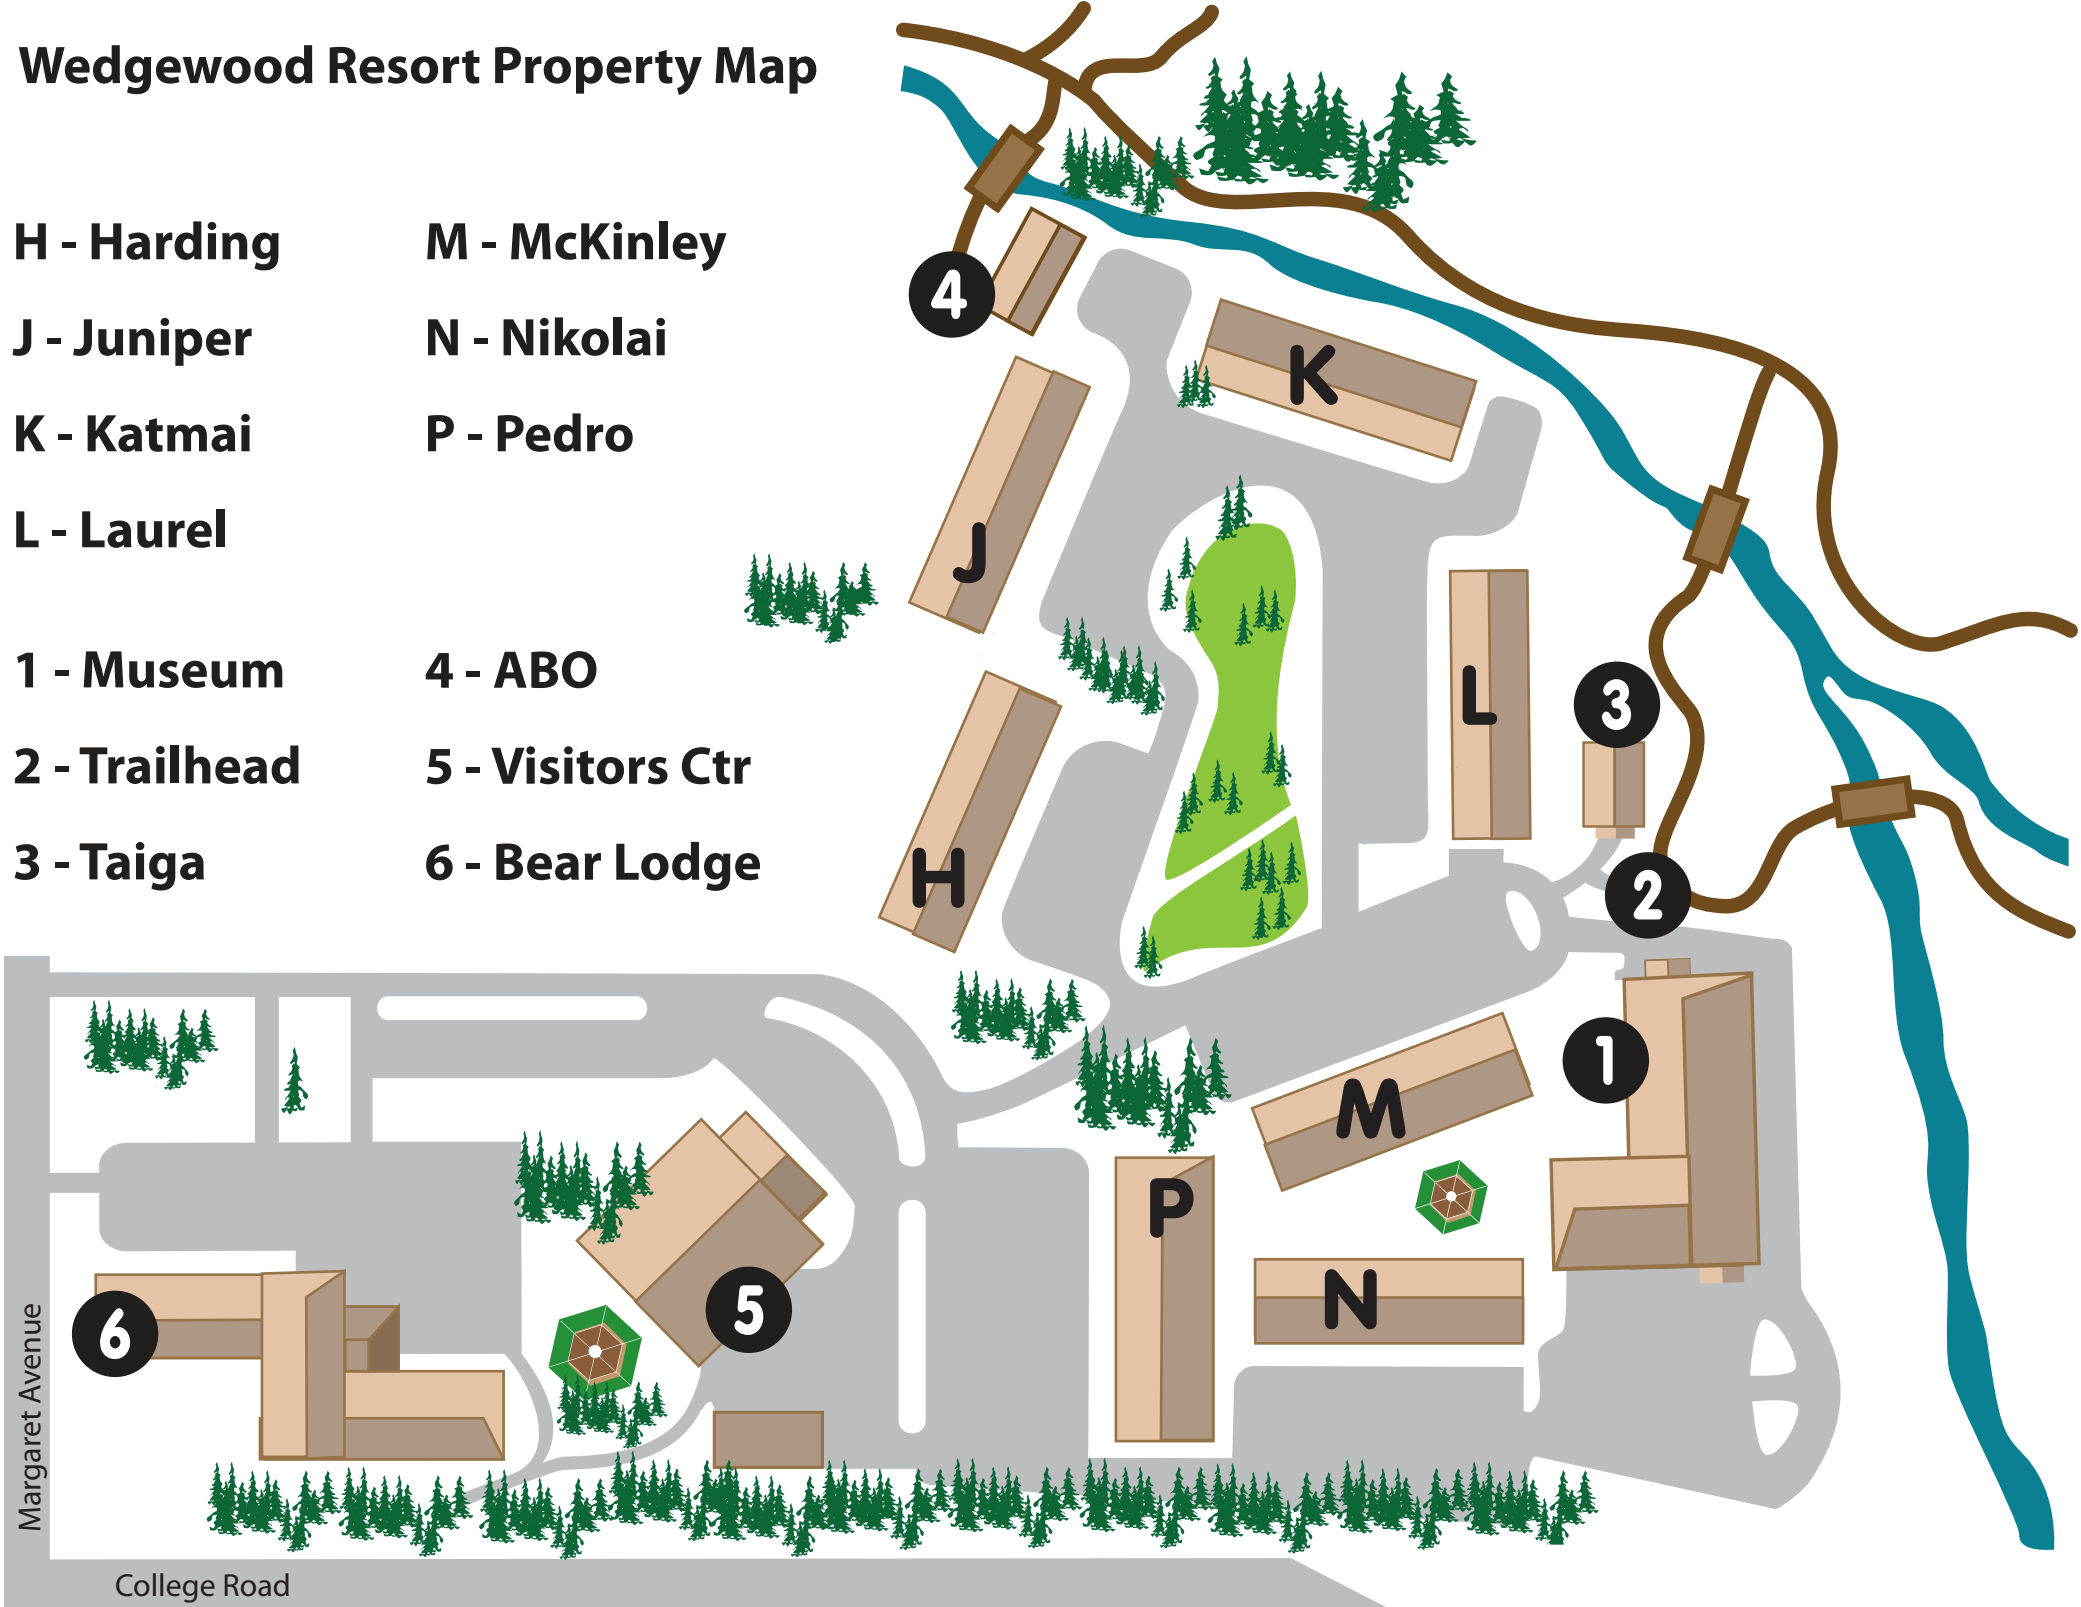 Wedgewood Resort Property Map
H - Harding
M - McKinley
J - Juniper
N - Nikolai
K - Katmai
P - Pedro
L - Laurel
1 - Museum
4 - ABO
2 - Trailhead
5 - Visitors Ctr
3 - Taiga
6 - Bear Lodge
4
K
J
L
3
H
2
1
M
P
N
5
6
Margaret Avenue
College Road